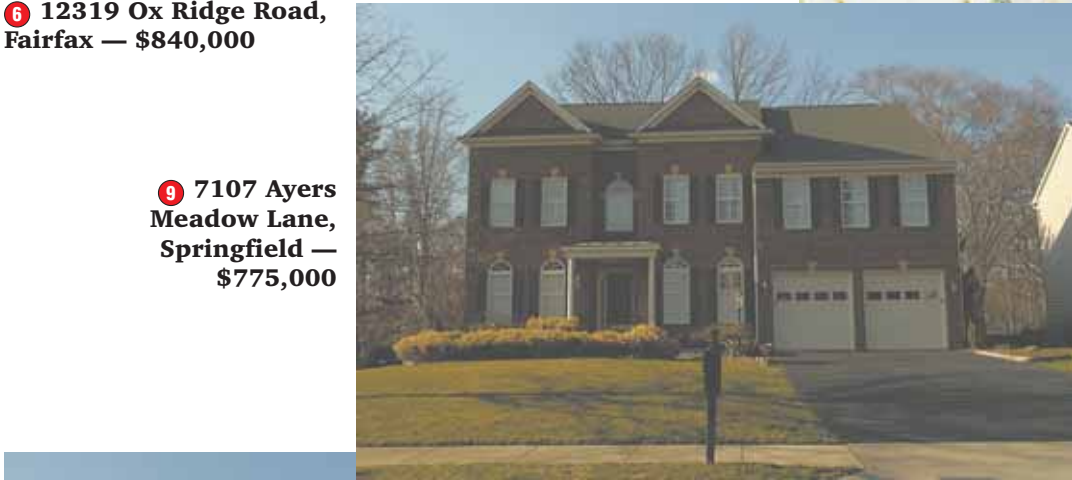 6 12319 Ox Ridge Road,
Fairfax — $840,000
9 7107 Ayers
Meadow Lane,
Springfield —
$775,000